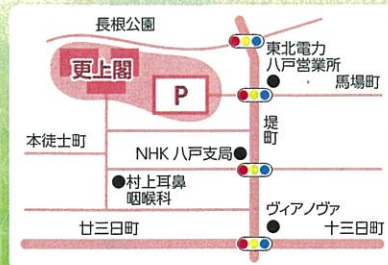 長根公園
東北電力
八戸営業所
更上閣
P
馬場町
堤町
本徒士町
NHK 八戸支局
村上耳鼻
咽喉科
ヴィアノヴァ
廿三日町
十三日町